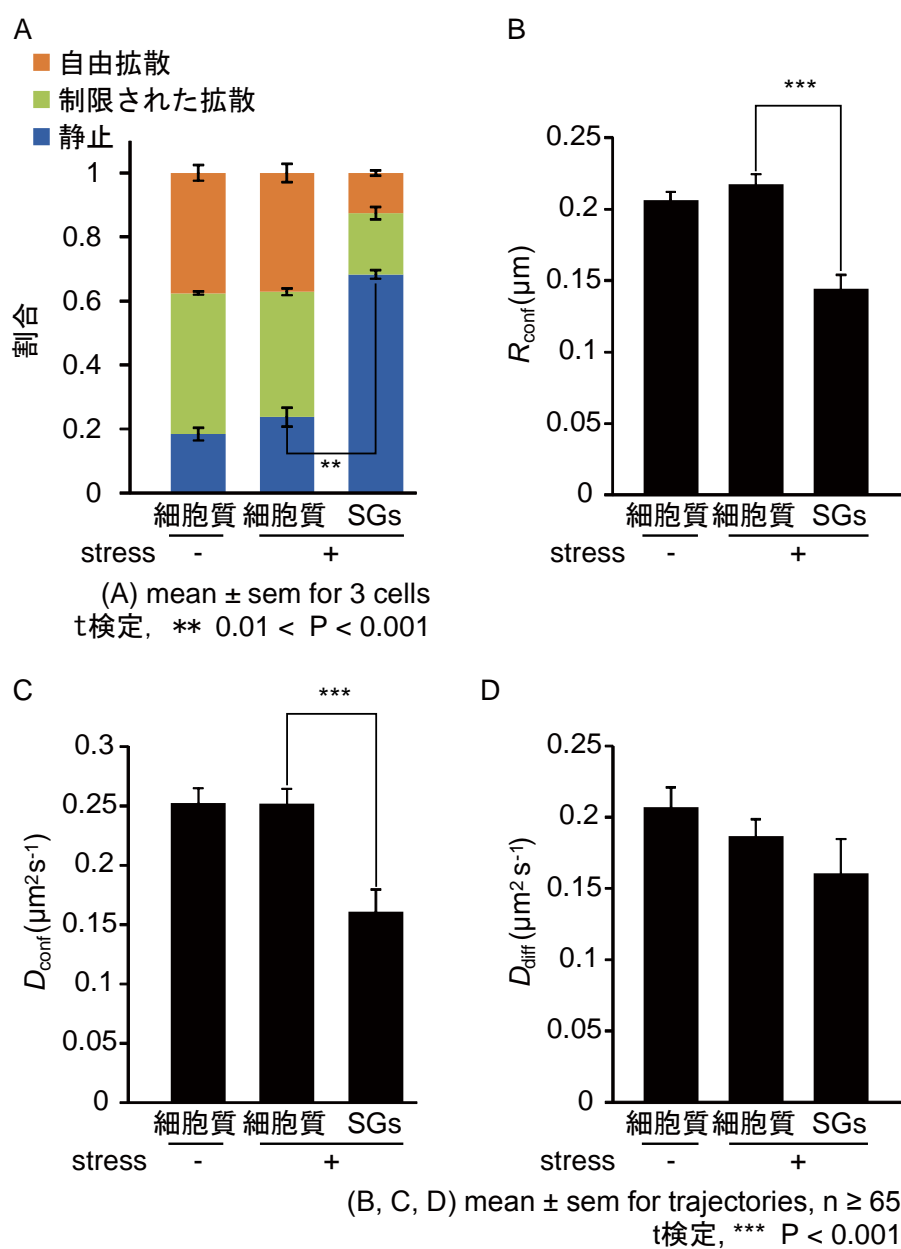 A
自由拡散
制限された拡散
静止
1
0.8
0.6
0.4
0.2
0
割合
**
細胞質 細胞質 SGs
stress - +
(A) mean ± sem for 3 cells
t検定, ** 0.01 < P < 0.001
B
***
0.25
0.2
0.15
0.1
0.05
0
Rconf(μm)
細胞質 細胞質 SGs
stress - +
C
***
0.3
0.25
0.2
0.15
0.1
0.05
0
Dconf(μm²s⁻¹)
細胞質 細胞質 SGs
stress - +
D
0.25
0.2
0.15
0.1
0.05
0
Ddiff(μm² s⁻¹)
細胞質 細胞質 SGs
stress - +
(B, C, D) mean ± sem for trajectories, n ≥ 65
t検定, *** P < 0.001